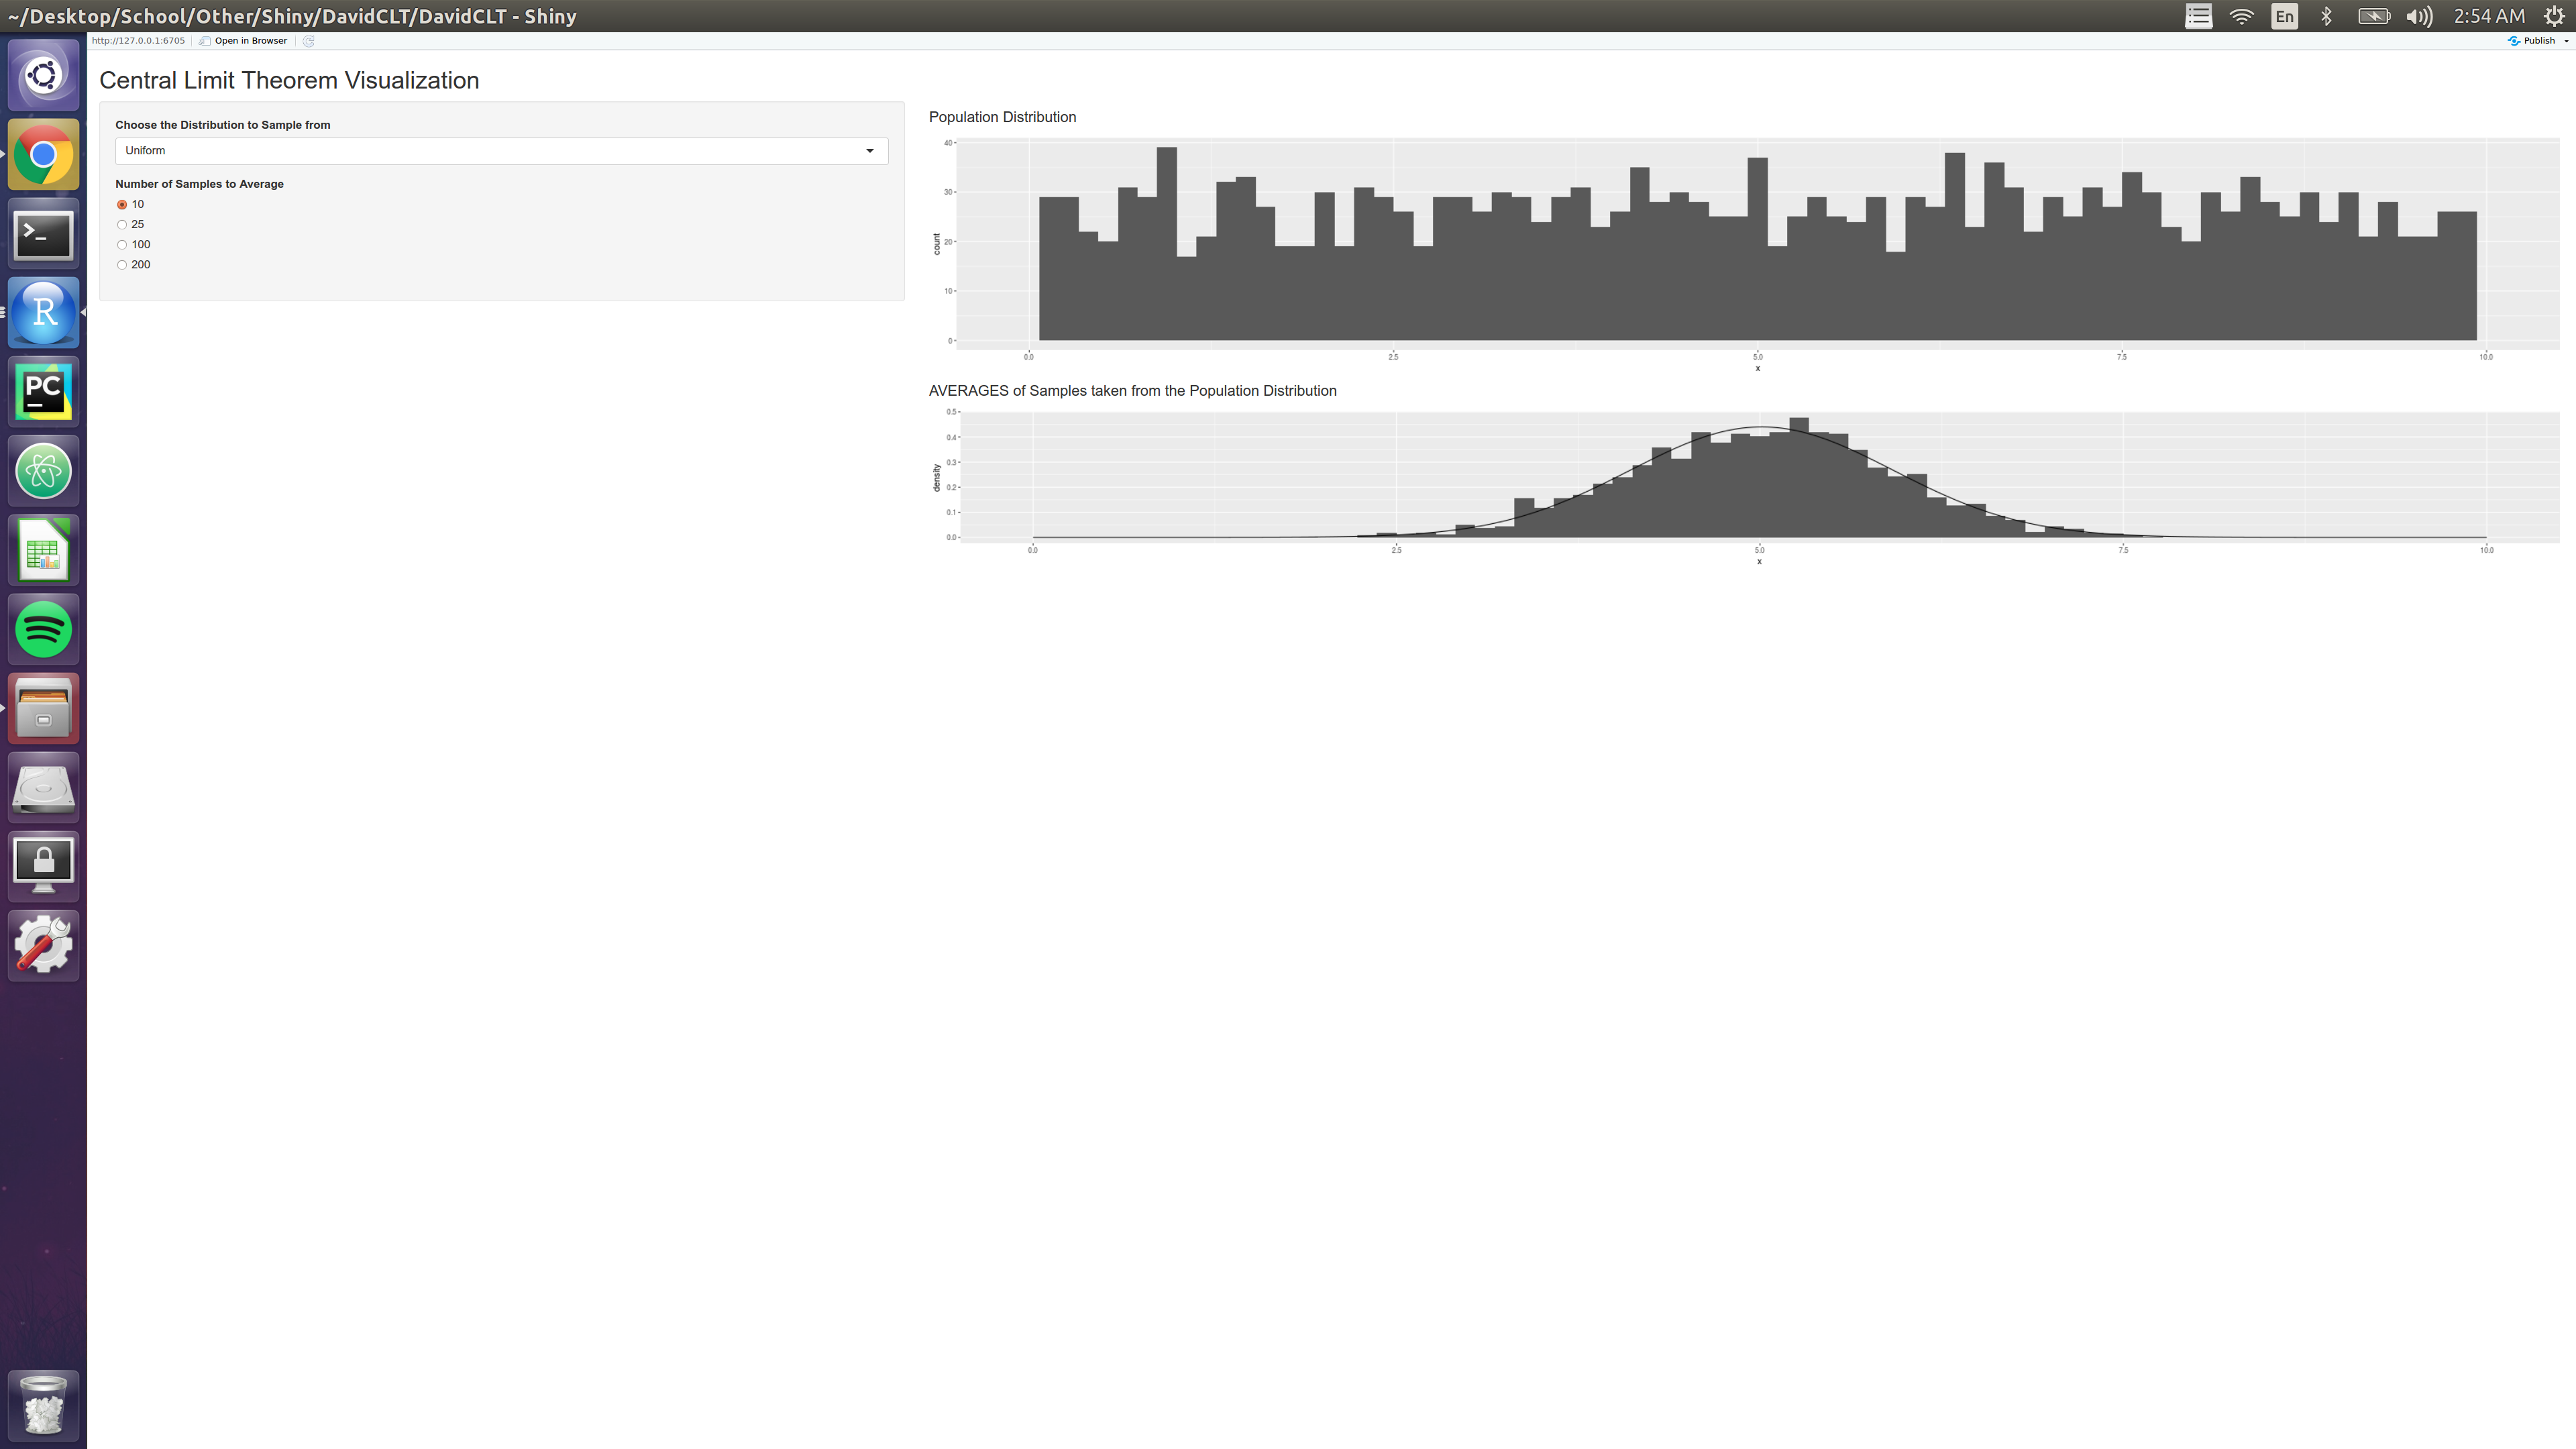 ~/Desktop/School/Other/Shiny/DavidCLT/DavidCLT - Shiny
En
2:54 AM
http://127.0.0.1:6705
Open in Browser
Publish
Central Limit Theorem Visualization
Choose the Distribution to Sample from
Uniform
Number of Samples to Average
10
25
100
200
Population Distribution
40
30
20
10
0
count
0.0 2.5 5.0 7.5 10.0
x
AVERAGES of Samples taken from the Population Distribution
0.5
0.4
0.3
0.2
0.1
0.0
density
0.0 2.5 5.0 7.5 10.0
x
>_
R
PC